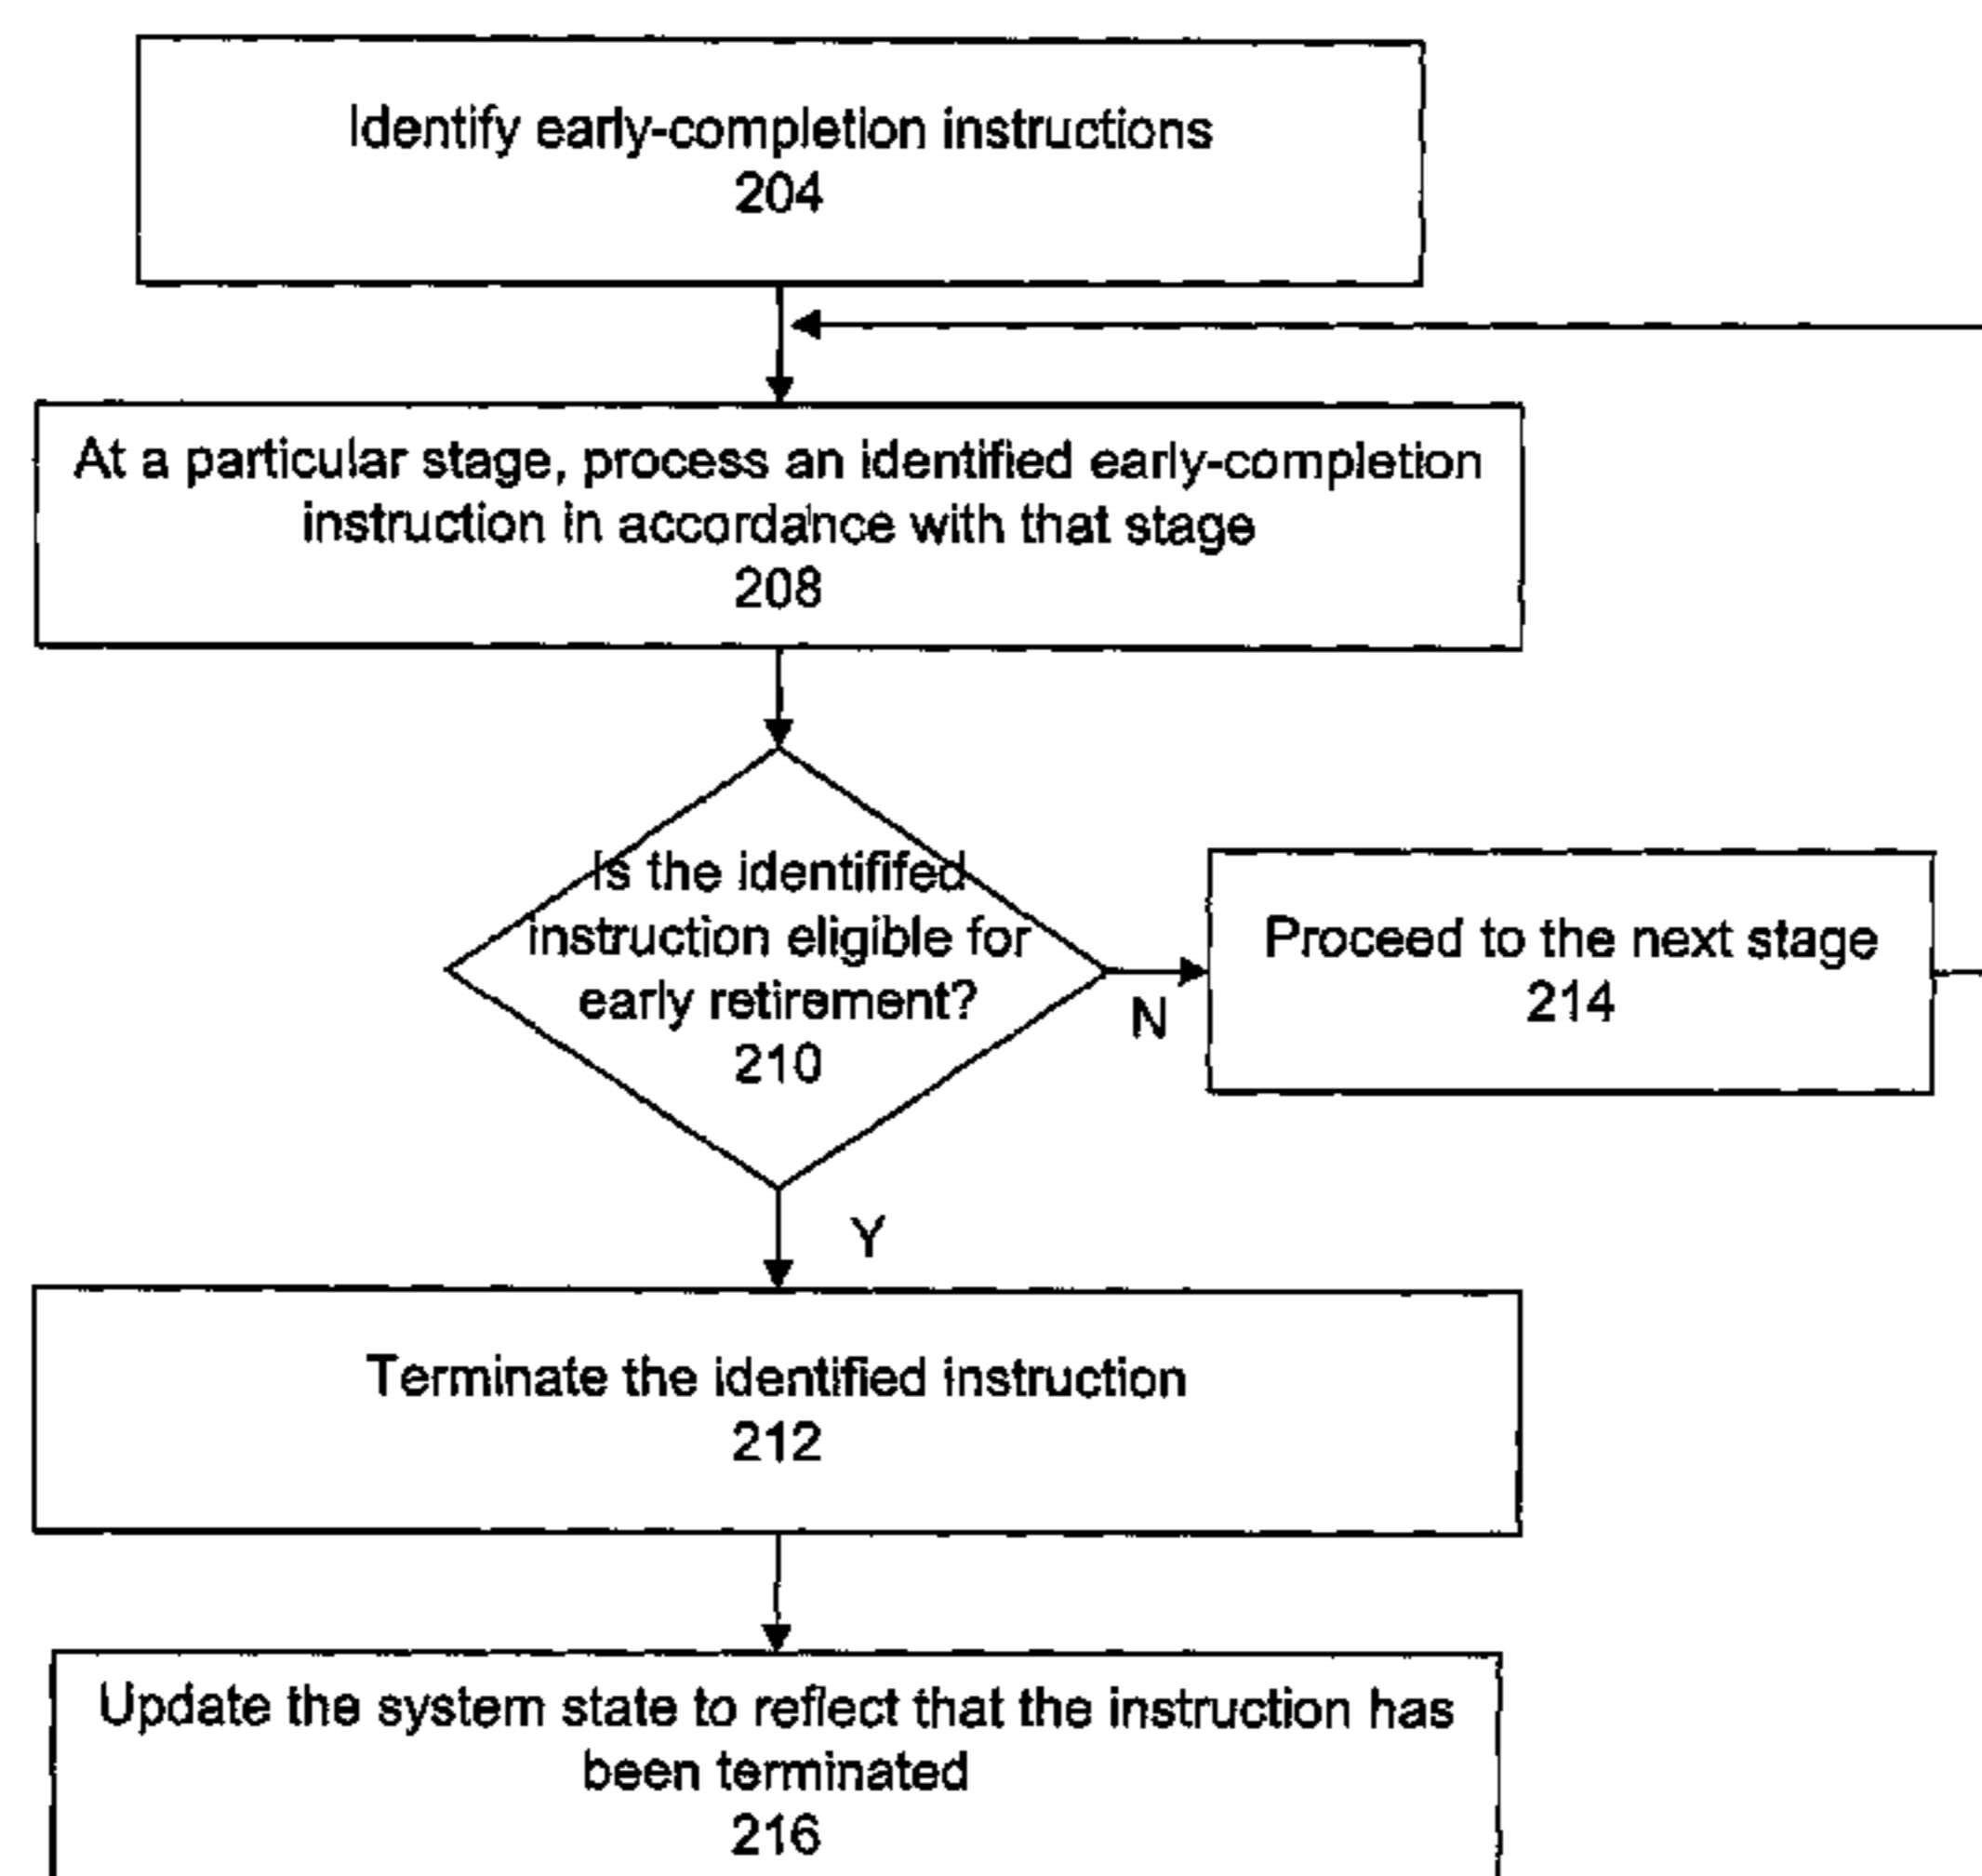 Identify early-completion instructions
204
At a particular stage, process an identified early-completion
instruction in accordance with that stage
208
Is the identififed
instruction eligible for
early retirement?
210
N
Proceed to the next stage
214
Y
Terminate the identified instruction
212
Update the system state to reflect that the instruction has
been terminated
216